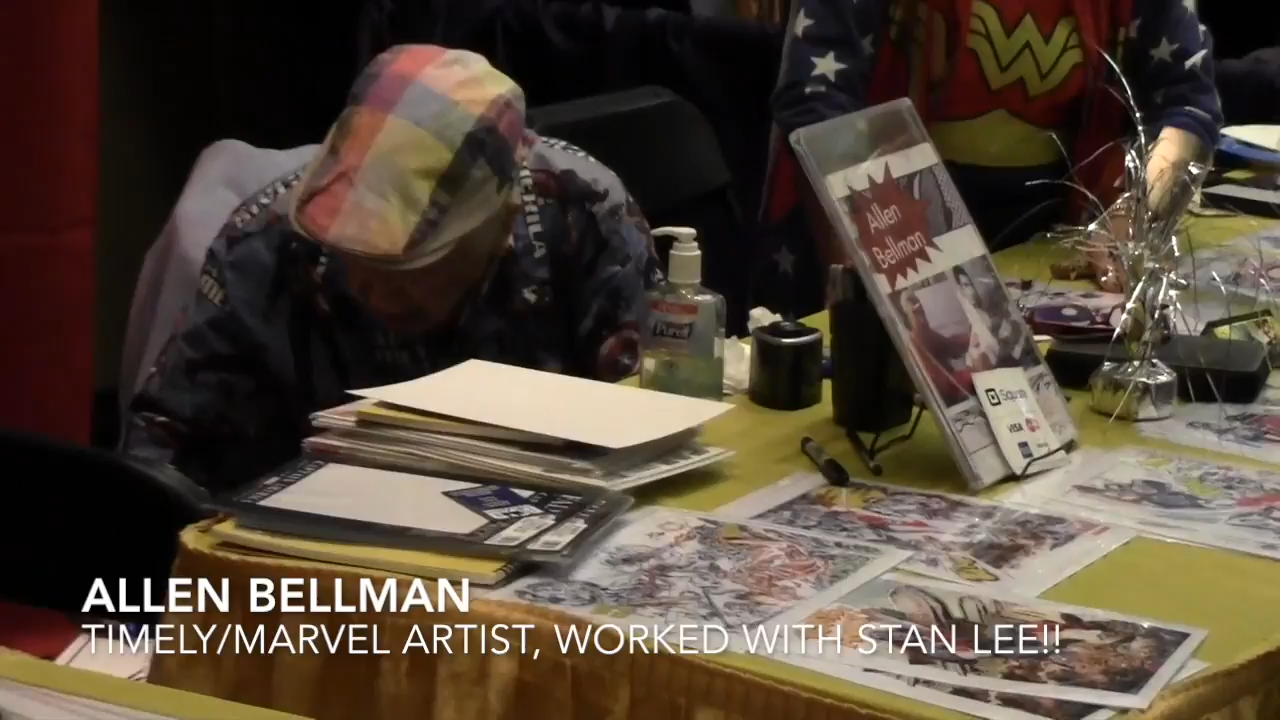 Allen
Bellman
Purell
Square
VISA
ALLEN BELLMAN
TIMELY/MARVEL ARTIST, WORKED WITH STAN LEE!!